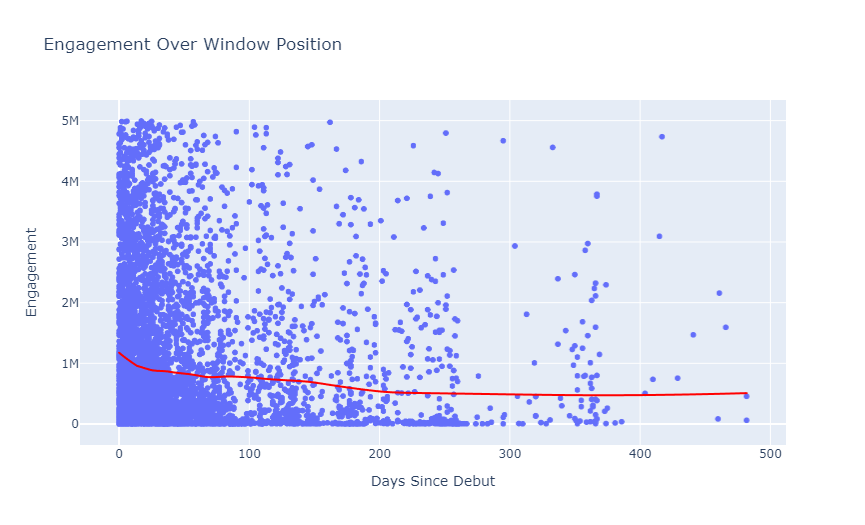 Engagement Over Window Position
5M
4M
3M
2M
1M
0
Engagement
0 100 200 300 400 500
Days Since Debut